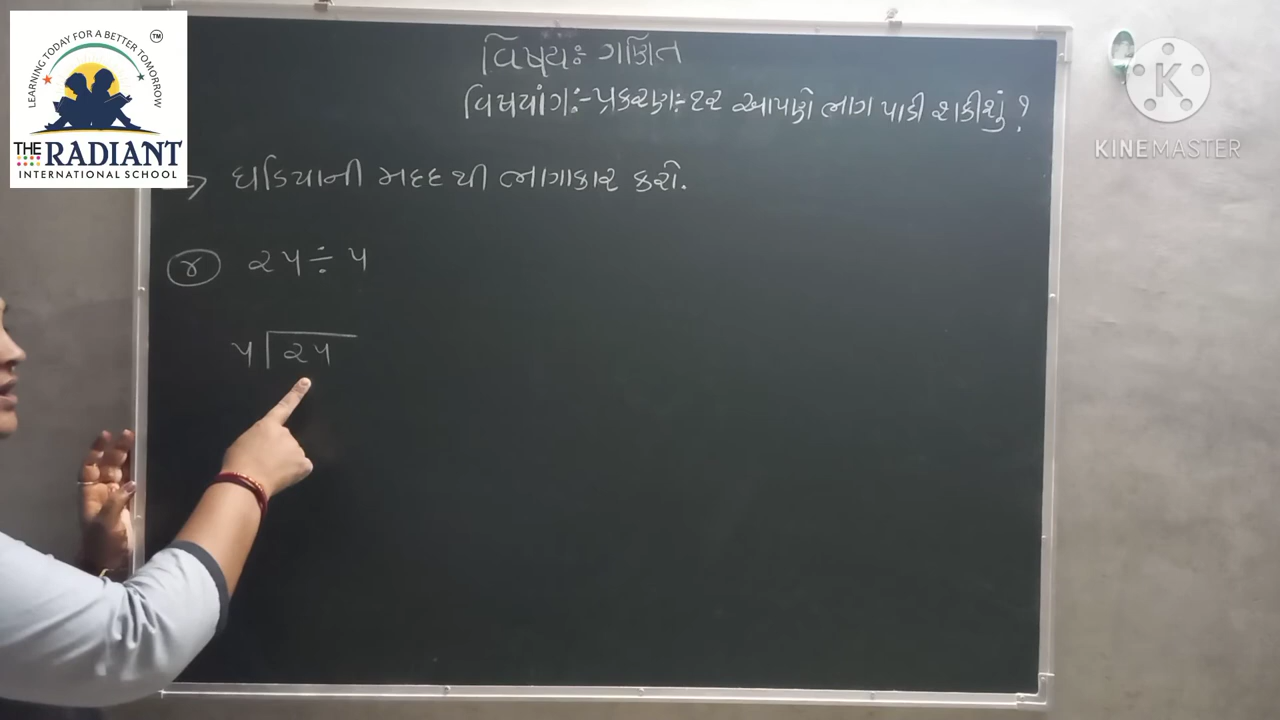 LEARNING TODAY FOR A BETTER TOMORROW
TM
THE RADIANT
INTERNATIONAL SCHOOL
K
KINEMASTER
વિષય:- ગણિત
વિષયાંગ:- પ્રકરણ:- ૧૨ આપણે ભાગ પાડી શકીશું ?
→ ઘડિયાની મદદથી ભાગાકાર કરો.
૪ ૨૫ ÷ ૫
૫ ૨૫